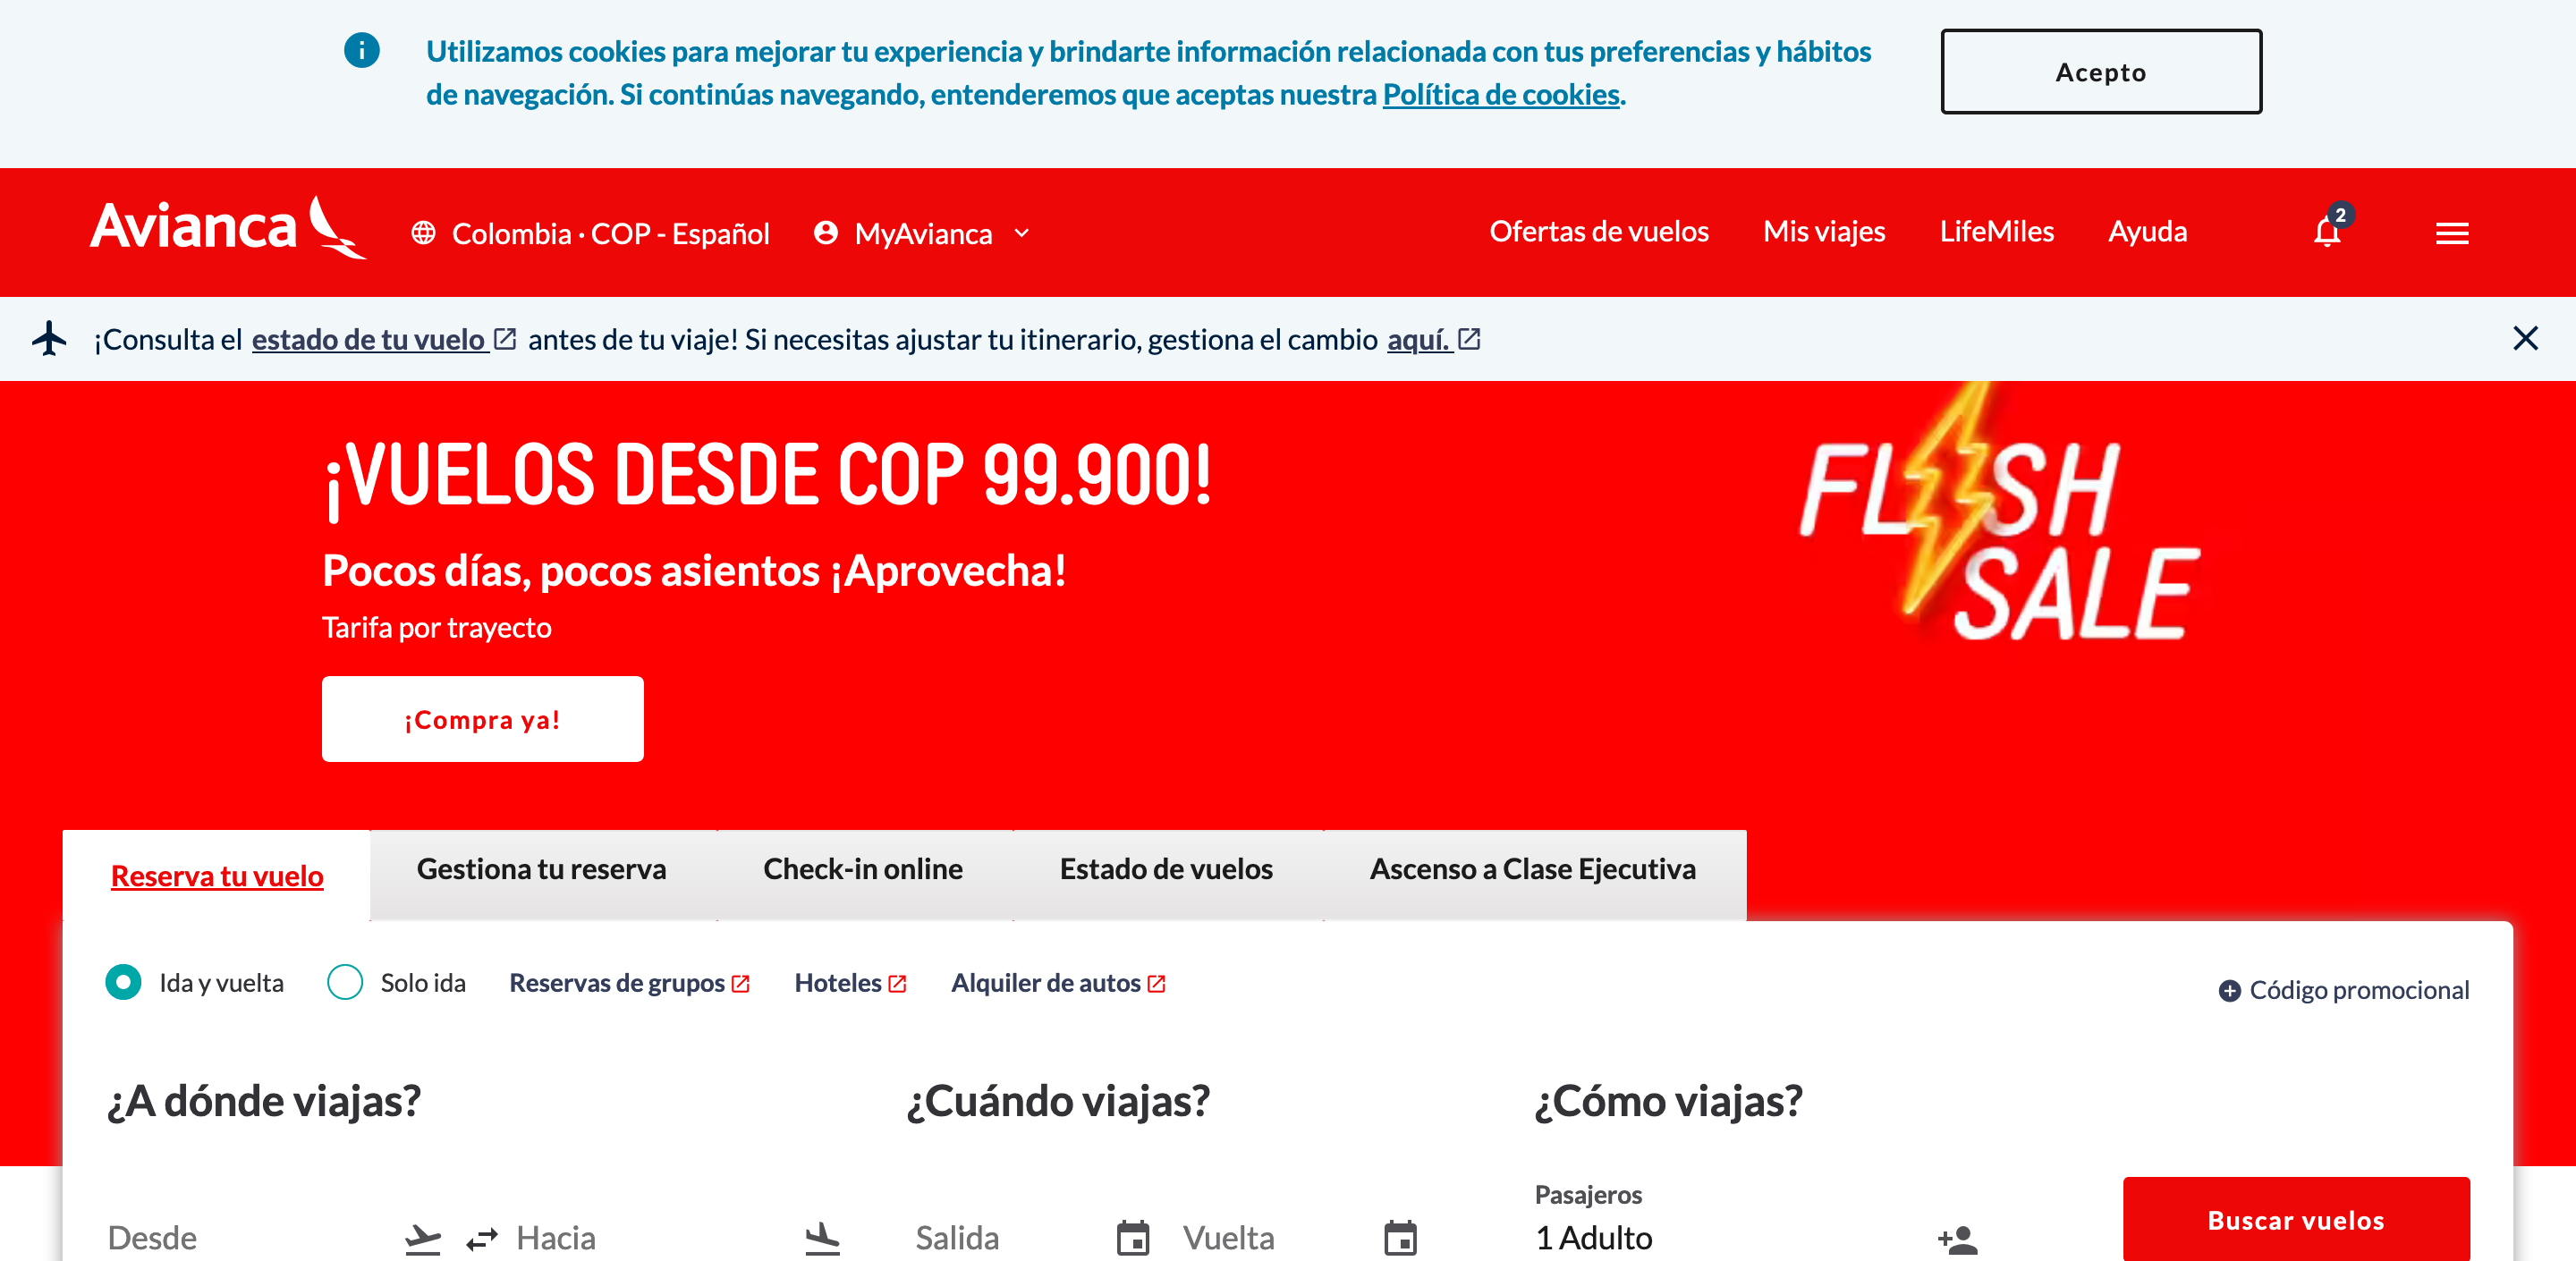 Utilizamos cookies para mejorar tu experiencia y brindarte información relacionada con tus preferencias y hábitos
de navegación. Si continúas navegando, entenderemos que aceptas nuestra Política de cookies.
Acepto
Avianca
Colombia · COP - Español
MyAvianca
Ofertas de vuelos
Mis viajes
LifeMiles
Ayuda
2
¡Consulta el estado de tu vuelo antes de tu viaje! Si necesitas ajustar tu itinerario, gestiona el cambio aquí.
¡VUELOS DESDE COP 99.900!
Pocos días, pocos asientos ¡Aprovecha!
Tarifa por trayecto
¡Compra ya!
FLASH
SALE
Reserva tu vuelo
Gestiona tu reserva
Check-in online
Estado de vuelos
Ascenso a Clase Ejecutiva
Ida y vuelta
Solo ida
Reservas de grupos
Hoteles
Alquiler de autos
Código promocional
¿A dónde viajas?
¿Cuándo viajas?
¿Cómo viajas?
Desde
Hacia
Salida
Vuelta
Pasajeros
1 Adulto
Buscar vuelos